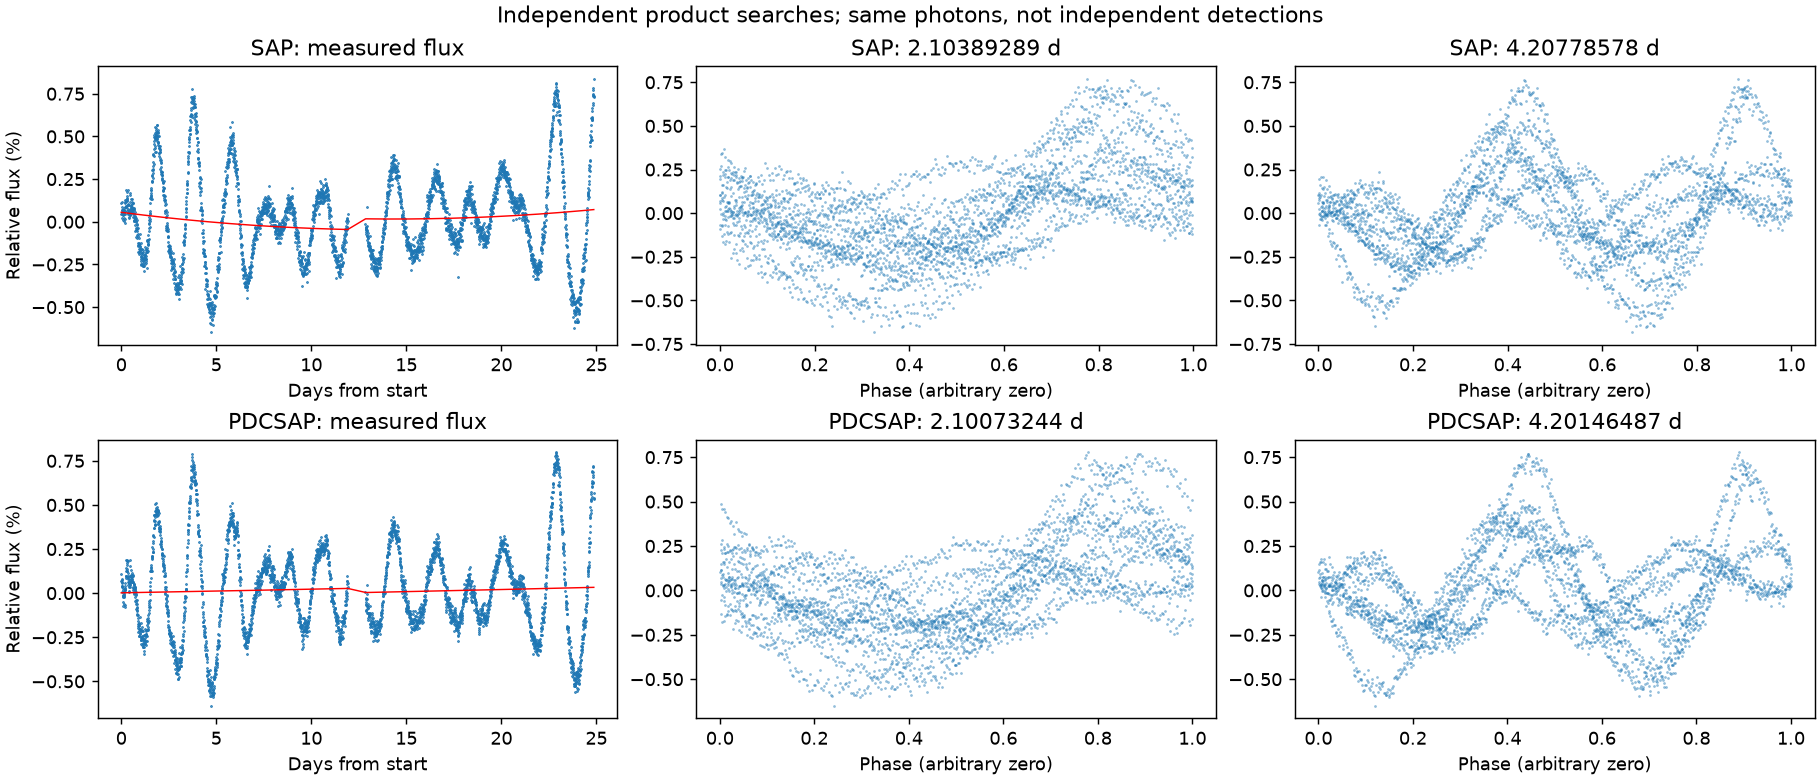 Independent product searches; same photons, not independent detections
SAP: measured flux
SAP: 2.10389289 d
SAP: 4.20778578 d
Relative flux (%)
0.75
0.50
0.25
0.00
−0.25
−0.50
0 5 10 15 20 25
Days from start
0.75
0.50
0.25
0.00
−0.25
−0.50
−0.75
0.0 0.2 0.4 0.6 0.8 1.0
Phase (arbitrary zero)
0.75
0.50
0.25
0.00
−0.25
−0.50
−0.75
0.0 0.2 0.4 0.6 0.8 1.0
Phase (arbitrary zero)
PDCSAP: measured flux
PDCSAP: 2.10073244 d
PDCSAP: 4.20146487 d
Relative flux (%)
0.75
0.50
0.25
0.00
−0.25
−0.50
0 5 10 15 20 25
Days from start
0.75
0.50
0.25
0.00
−0.25
−0.50
0.0 0.2 0.4 0.6 0.8 1.0
Phase (arbitrary zero)
0.75
0.50
0.25
0.00
−0.25
−0.50
0.0 0.2 0.4 0.6 0.8 1.0
Phase (arbitrary zero)